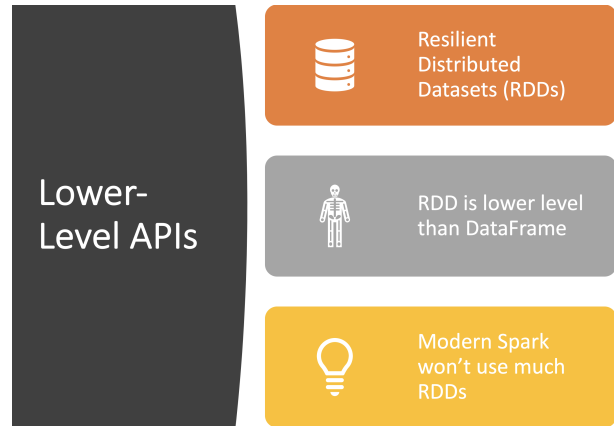 Lower-
Level APIs
Resilient
Distributed
Datasets (RDDs)
RDD is lower level
than DataFrame
Modern Spark
won't use much
RDDs